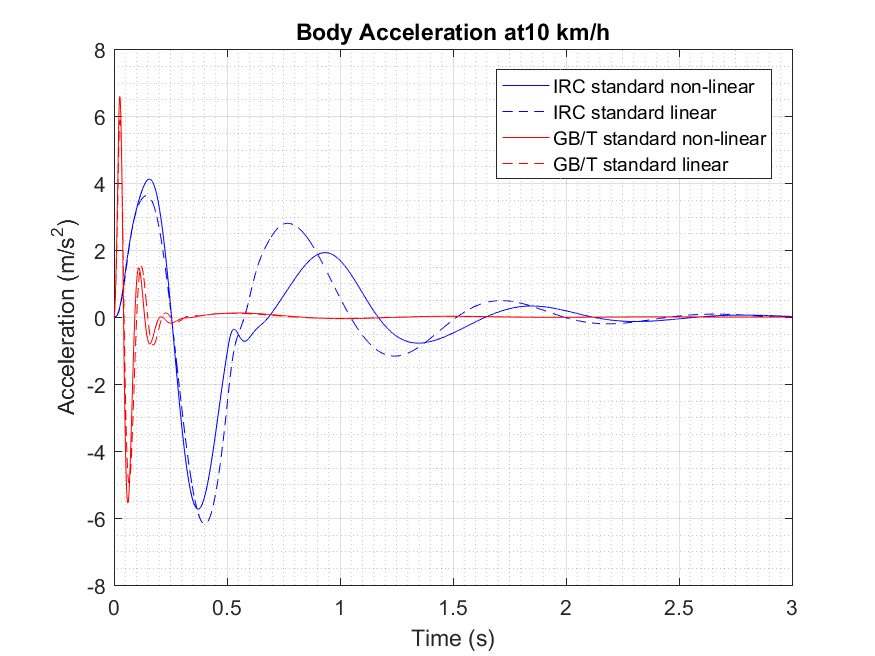 Body Acceleration at10 km/h
8
6
4
2
0
-2
-4
-6
-8
Acceleration (m/s²)
IRC standard non-linear
IRC standard linear
GB/T standard non-linear
GB/T standard linear
0 0.5 1 1.5 2 2.5 3
Time (s)